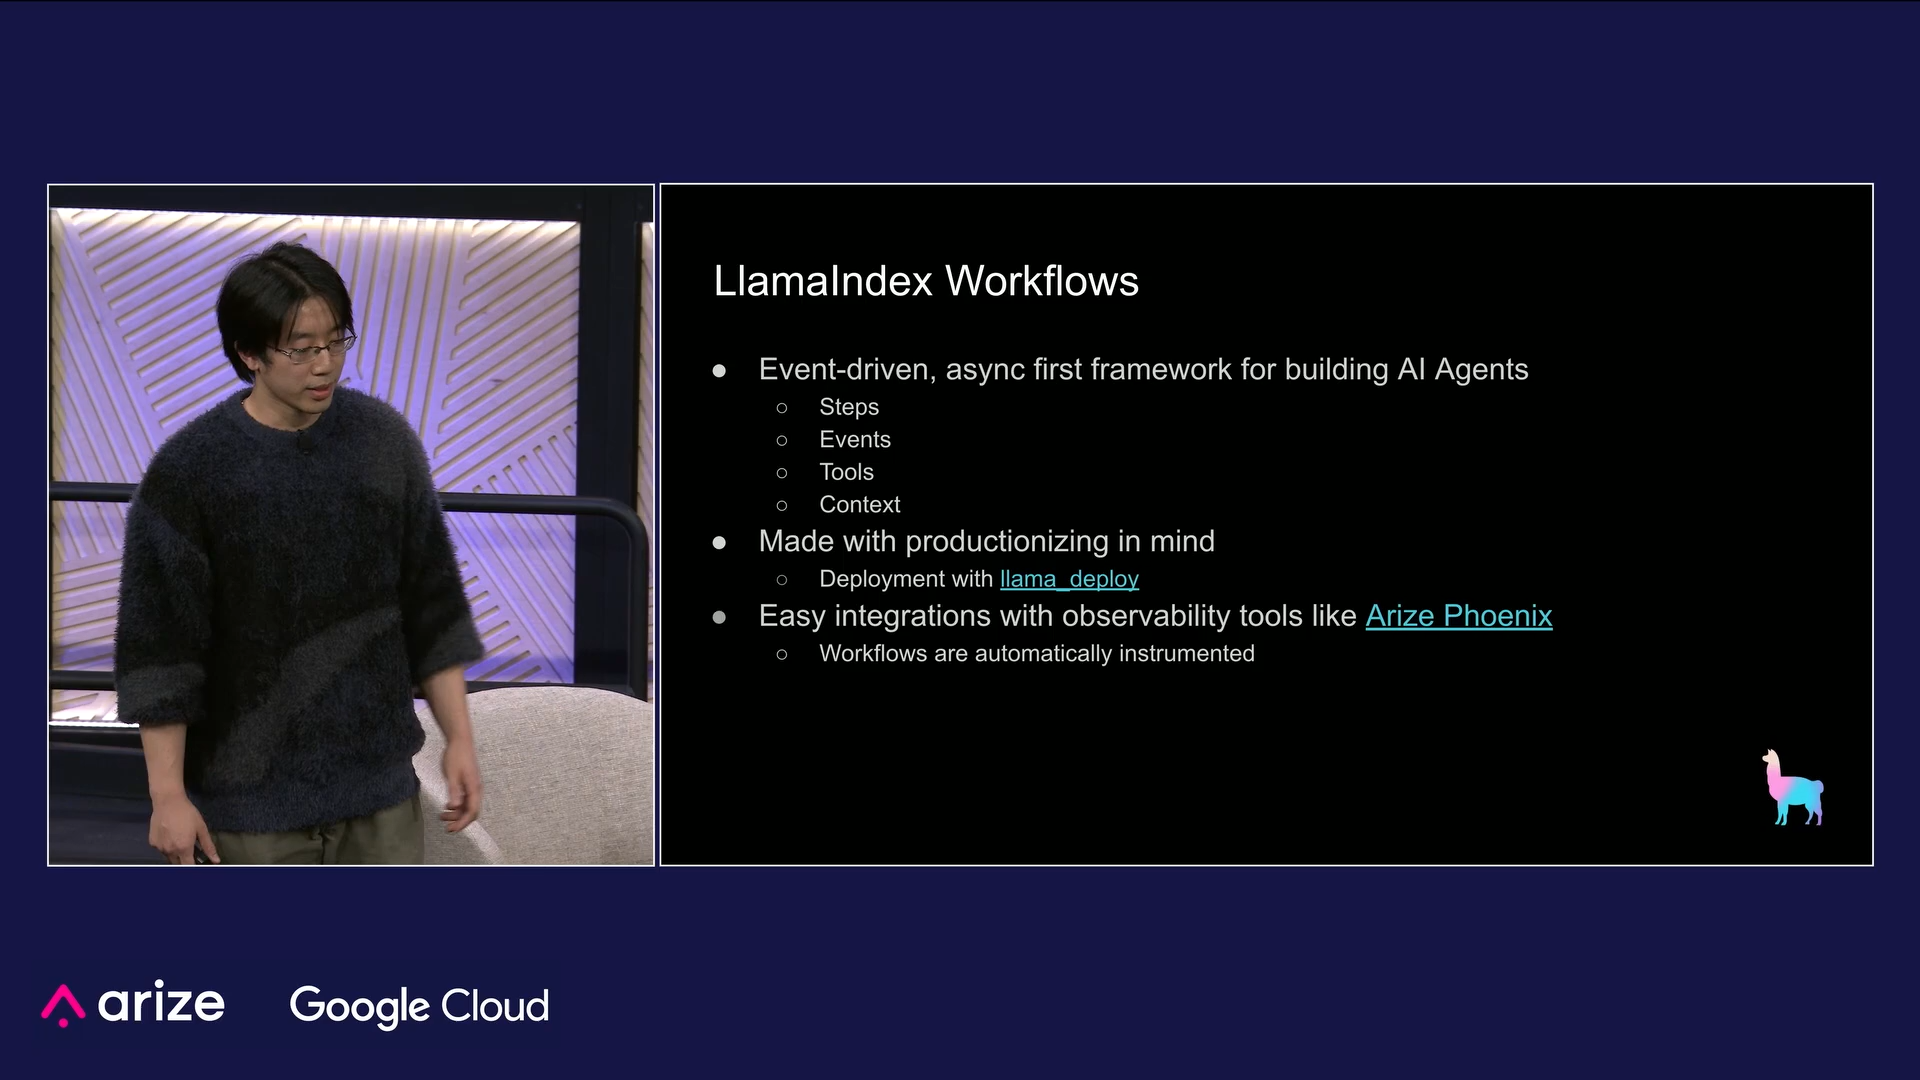 LlamaIndex Workflows
● Event-driven, async first framework for building AI Agents
○ Steps
○ Events
○ Tools
○ Context
● Made with productionizing in mind
○ Deployment with llama_deploy
● Easy integrations with observability tools like Arize Phoenix
○ Workflows are automatically instrumented
arize
Google Cloud